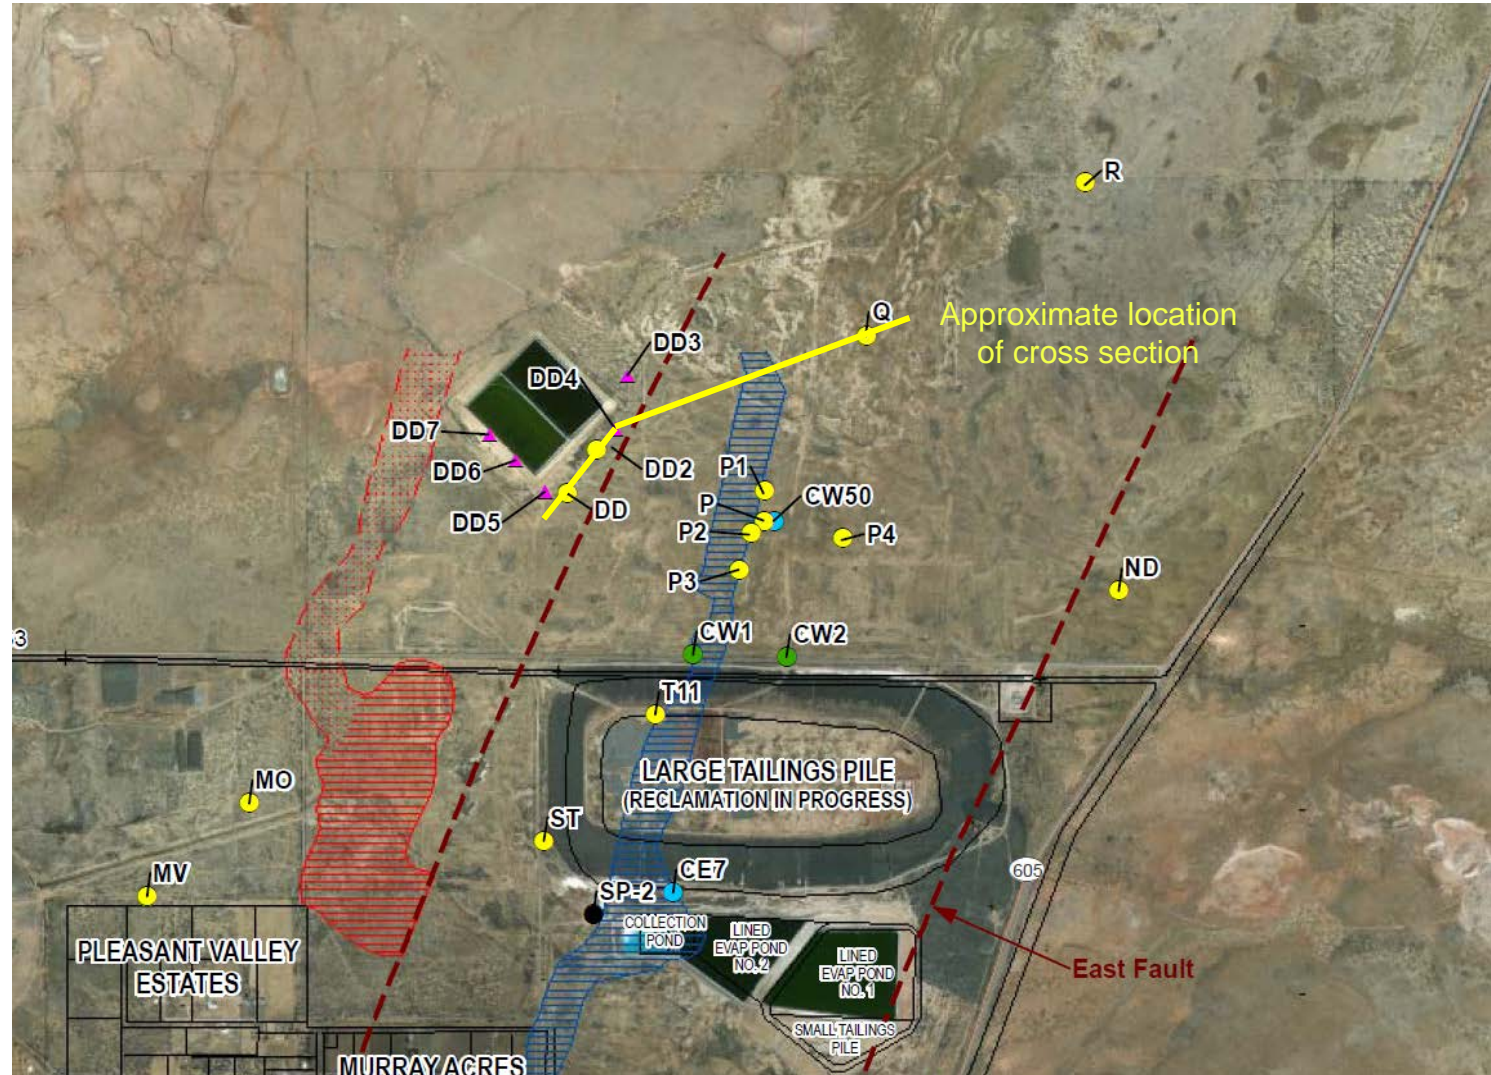 R
Q
Approximate location
of cross section
DD3
DD4
DD7
DD6
DD2
DD5
DD
P1
P
CW50
P2
P4
P3
ND
CW1
CW2
T11
LARGE TAILINGS PILE
(RECLAMATION IN PROGRESS)
MO
ST
MV
CE7
605
SP-2
COLLECTION
POND
LINED
EVAP POND
NO. 2
LINED
EVAP POND
NO. 1
PLEASANT VALLEY
ESTATES
East Fault
SMALL TAILINGS
PILE
MURRAY ACRES